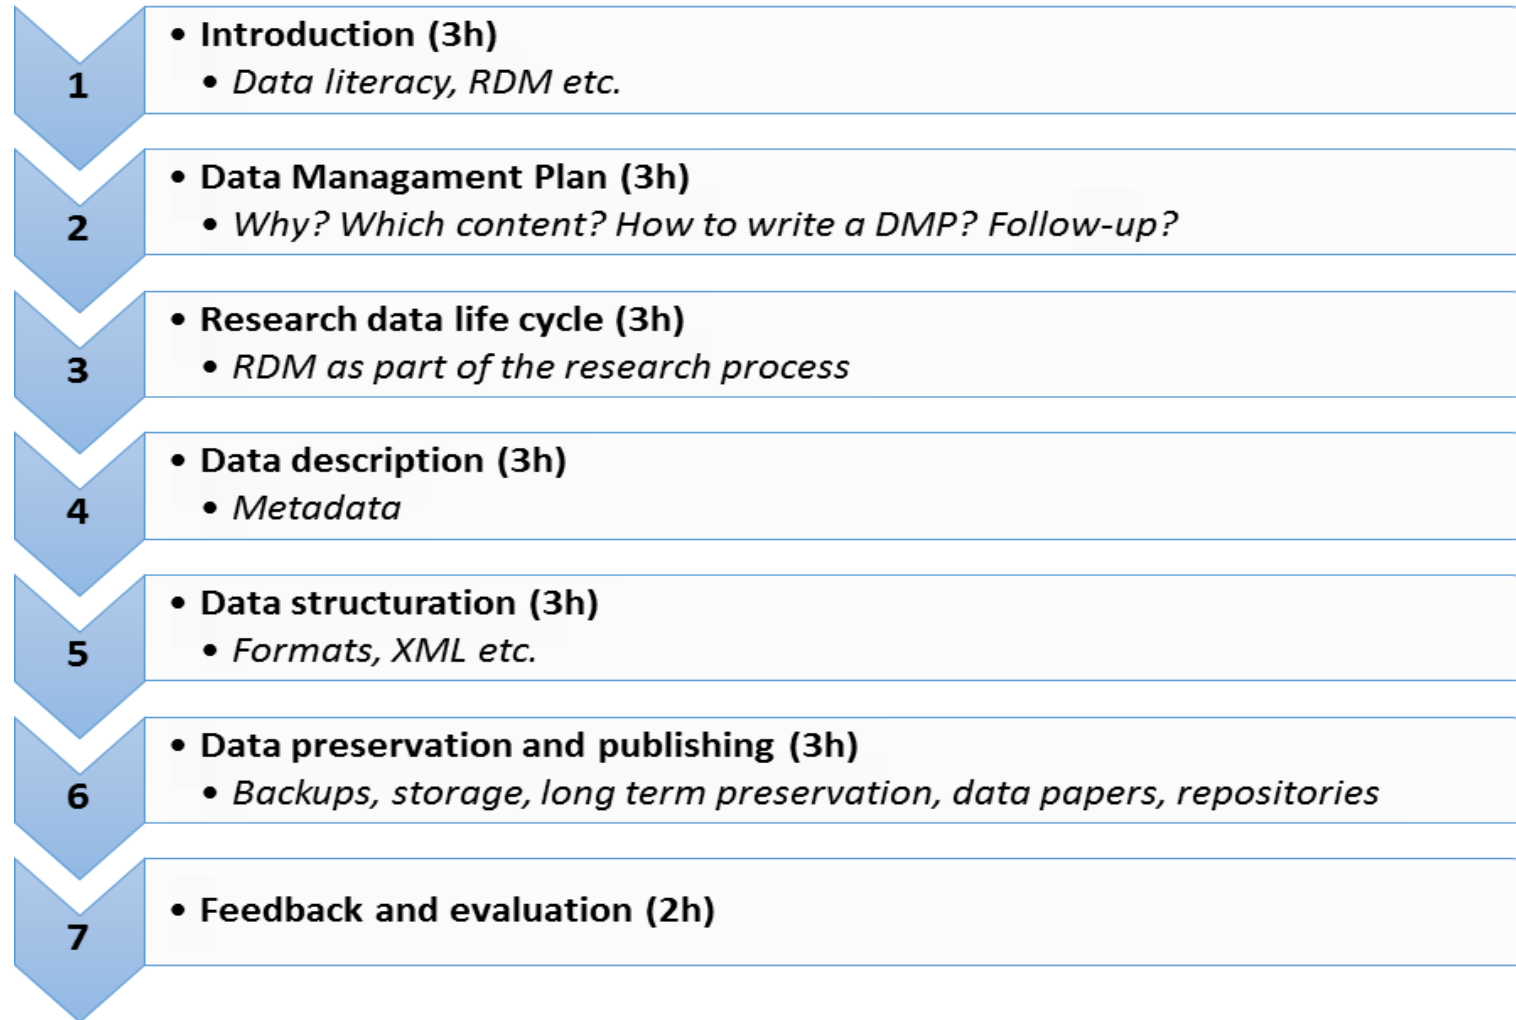 1
• Introduction (3h)
• Data literacy, RDM etc.
2
• Data Managament Plan (3h)
• Why? Which content? How to write a DMP? Follow-up?
3
• Research data life cycle (3h)
• RDM as part of the research process
4
• Data description (3h)
• Metadata
5
• Data structuration (3h)
• Formats, XML etc.
6
• Data preservation and publishing (3h)
• Backups, storage, long term preservation, data papers, repositories
7
• Feedback and evaluation (2h)